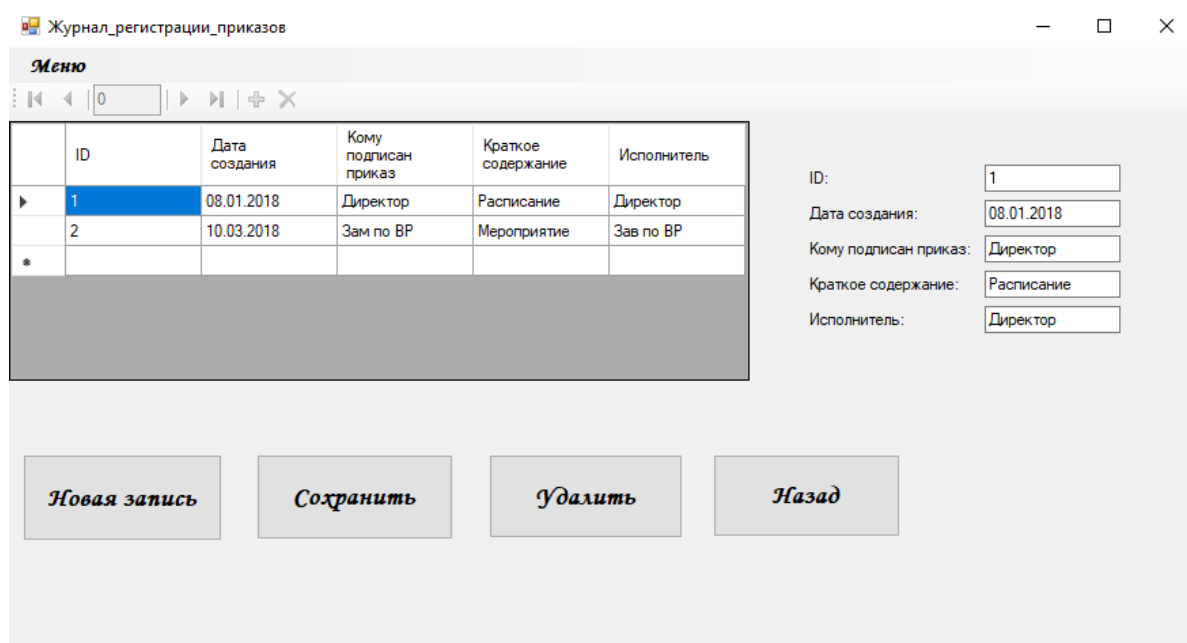 Журнал_регистрации_приказов
Меню
0
ID
Дата
создания
Кому
подписан
приказ
Краткое
содержание
Исполнитель
1 08.01.2018 Директор Расписание Директор
2 10.03.2018 Зам по ВР Мероприятие Зав по ВР
ID: 1
Дата создания: 08.01.2018
Кому подписан приказ: Директор
Краткое содержание: Расписание
Исполнитель: Директор
Новая запись
Сохранить
Удалить
Назад